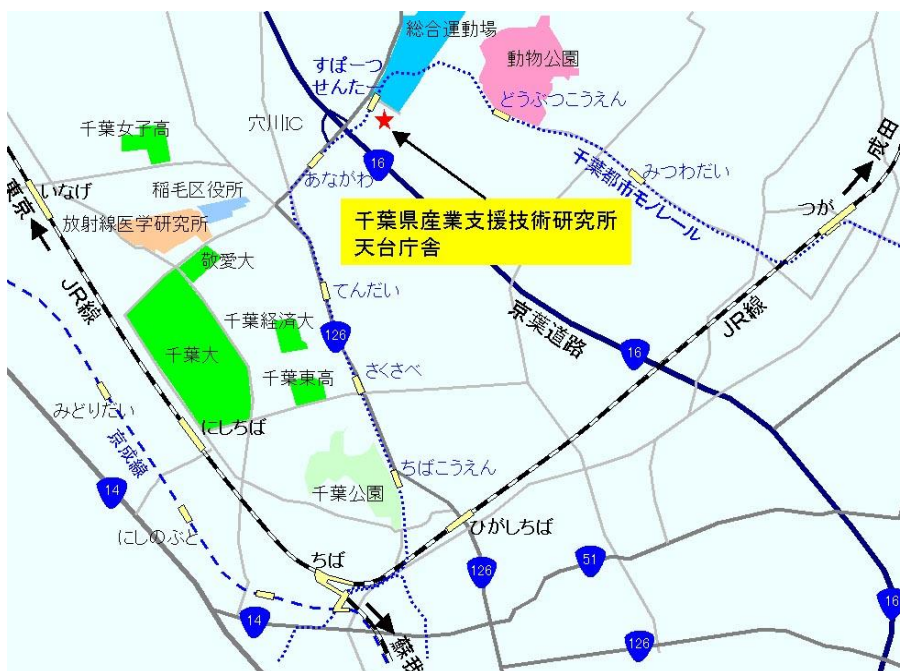 総合運動場
動物公園
すぽーつ
せんたー
どうぶつこうえん
千葉女子高
穴川IC
16
いなげ
稲毛区役所
あながわ
みつわだい
成田
東京
放射線医学研究所
千葉都市モノレール
つが
千葉県産業支援技術研究所
天台庁舎
敬愛大
JR線
てんだい
千葉経済大
126
京葉道路
JR線
千葉大
16
千葉東高
さくさべ
みどりだい
にしちば
京成線
ちばこうえん
14
千葉公園
にしのぶと
ひがしちば
ちば
51
126
16
14
蘇我
126